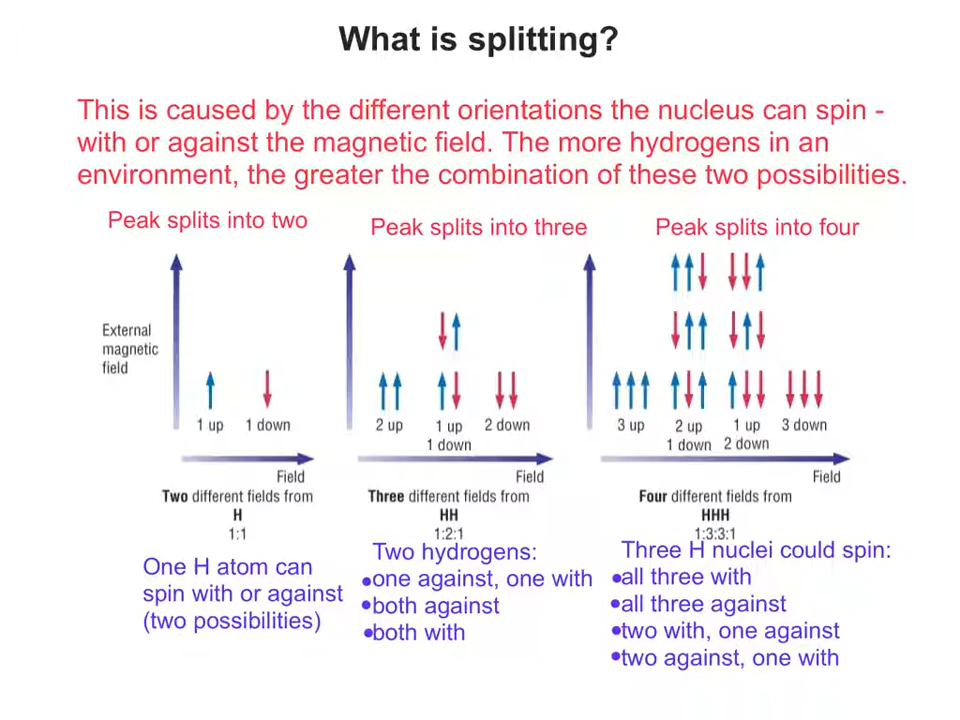 What is splitting?
This is caused by the different orientations the nucleus can spin -
with or against the magnetic field. The more hydrogens in an
environment, the greater the combination of these two possibilities.
Peak splits into two
External
magnetic
field
1 up
1 down
Field
Two different fields from
H
1:1
One H atom can
spin with or against
(two possibilities)
Peak splits into three
2 up
1 up
1 down
2 down
Field
Three different fields from
HH
1:2:1
Two hydrogens:
•one against, one with
•both against
•both with
Peak splits into four
3 up
2 up
1 down
1 up
2 down
3 down
Field
Four different fields from
HHH
1:3:3:1
Three H nuclei could spin:
•all three with
•all three against
•two with, one against
•two against, one with